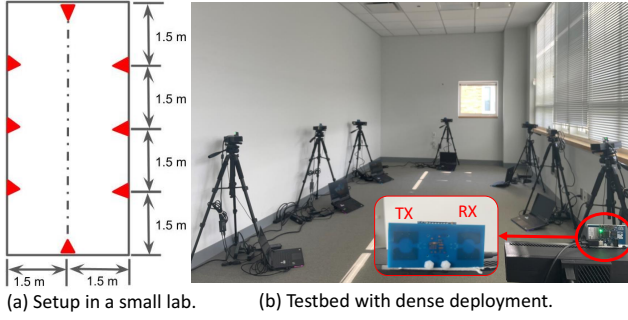 1.5 m
1.5 m
1.5 m
1.5 m
1.5 m
1.5 m
TX
RX
(a) Setup in a small lab.
(b) Testbed with dense deployment.